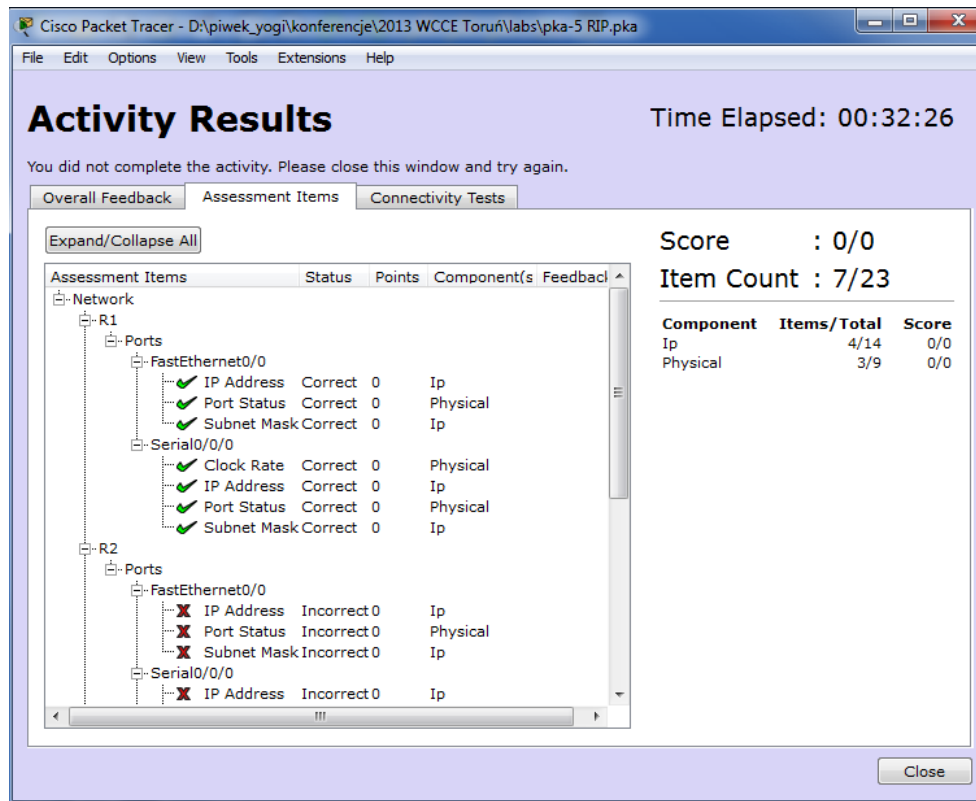 Cisco Packet Tracer - D:\piwek_yogi\konferencje\2013 WCCE Toruń\labs\pka-5 RIP.pka
File Edit Options View Tools Extensions Help
Activity Results
Time Elapsed: 00:32:26
You did not complete the activity. Please close this window and try again.
Overall Feedback Assessment Items Connectivity Tests
Expand/Collapse All
Assessment Items Status Points Component(s Feedback
Network
R1
Ports
FastEthernet0/0
IP Address Correct 0 Ip
Port Status Correct 0 Physical
Subnet Mask Correct 0 Ip
Serial0/0/0
Clock Rate Correct 0 Physical
IP Address Correct 0 Ip
Port Status Correct 0 Physical
Subnet Mask Correct 0 Ip
R2
Ports
FastEthernet0/0
IP Address Incorrect 0 Ip
Port Status Incorrect 0 Physical
Subnet Mask Incorrect 0 Ip
Serial0/0/0
IP Address Incorrect 0 Ip
Score : 0/0
Item Count : 7/23
Component Items/Total Score
Ip 4/14 0/0
Physical 3/9 0/0
Close